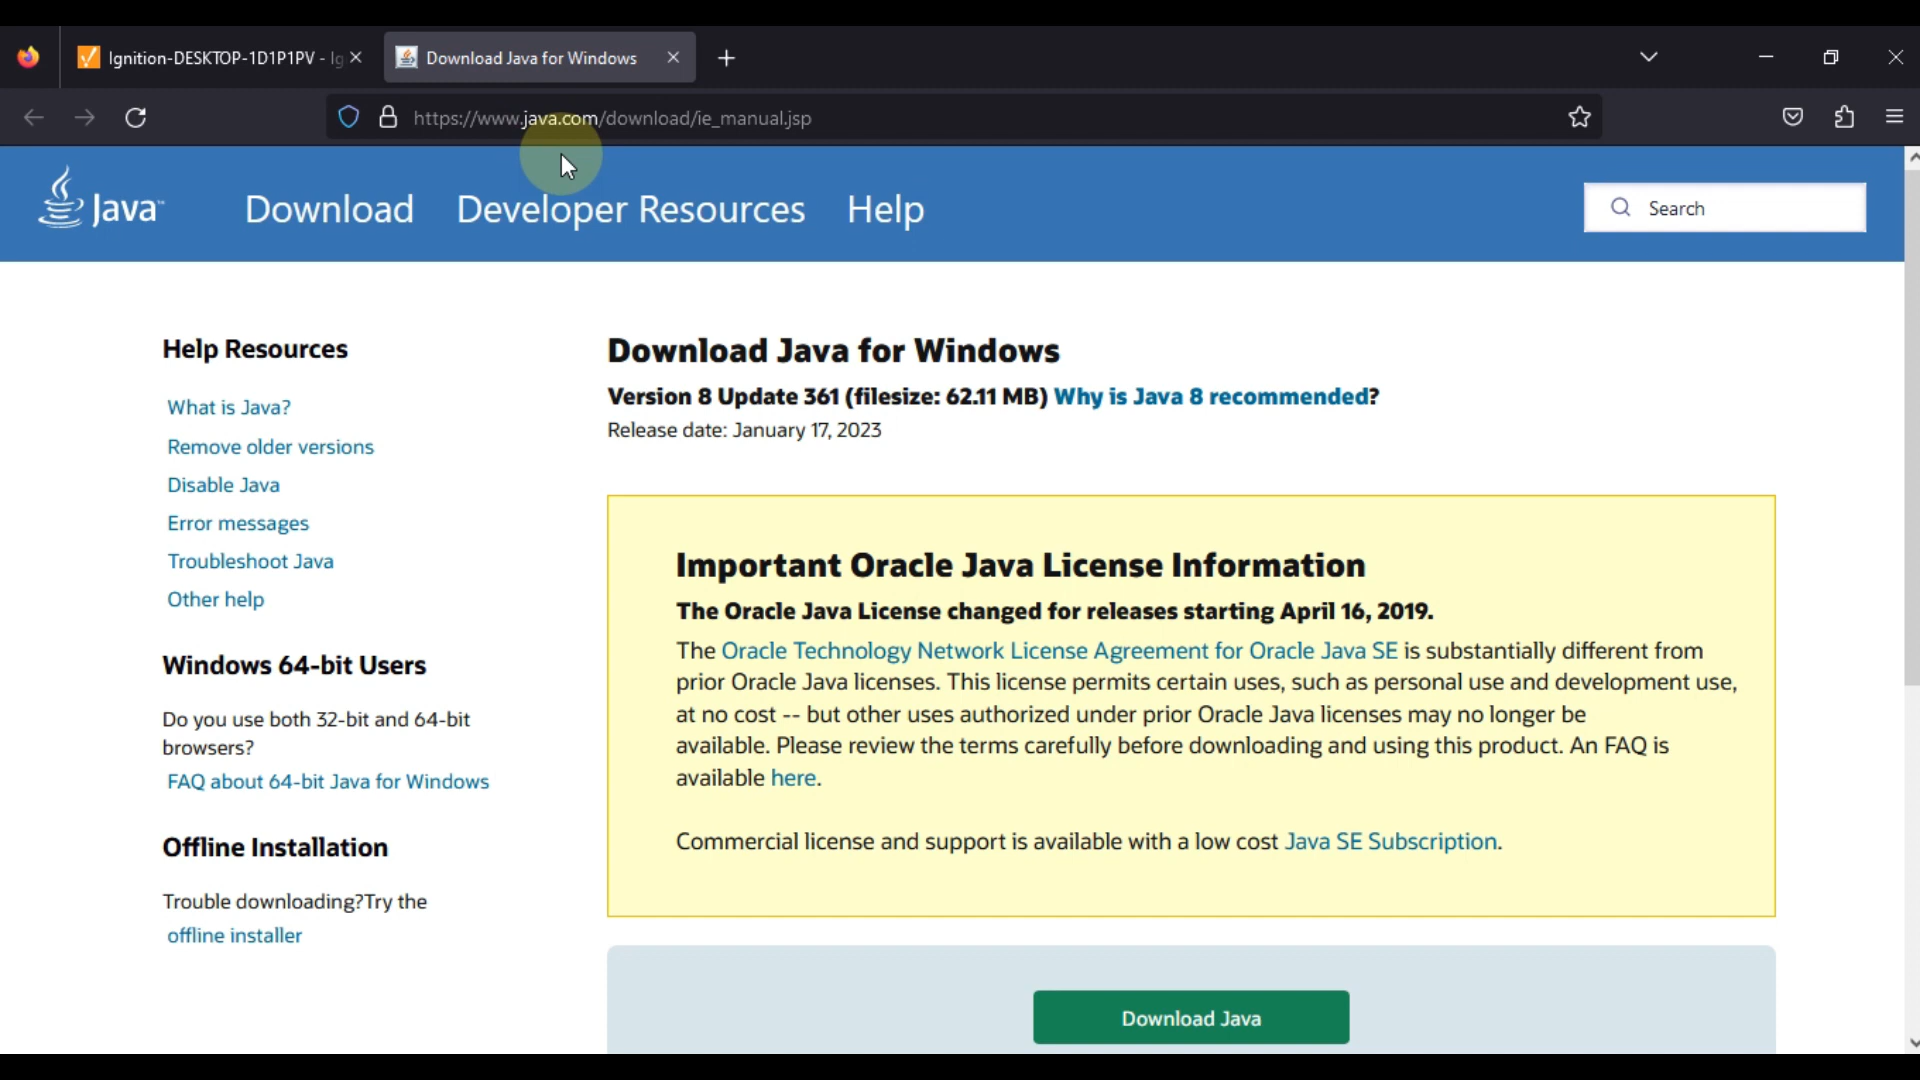 Ignition-DESKTOP-1D1P1PV - Ig
Download Java for Windows
https://www.java.com/download/ie_manual.jsp
Java™
Download
Developer Resources
Help
Search
Help Resources
What is Java?
Remove older versions
Disable Java
Error messages
Troubleshoot Java
Other help
Windows 64-bit Users
Do you use both 32-bit and 64-bit
browsers?
FAQ about 64-bit Java for Windows
Offline Installation
Trouble downloading?Try the
offline installer
Download Java for Windows
Version 8 Update 361 (filesize: 62.11 MB) Why is Java 8 recommended?
Release date: January 17, 2023
Important Oracle Java License Information
The Oracle Java License changed for releases starting April 16, 2019.
The Oracle Technology Network License Agreement for Oracle Java SE is substantially different from
prior Oracle Java licenses. This license permits certain uses, such as personal use and development use,
at no cost -- but other uses authorized under prior Oracle Java licenses may no longer be
available. Please review the terms carefully before downloading and using this product. An FAQ is
available here.
Commercial license and support is available with a low cost Java SE Subscription.
Download Java